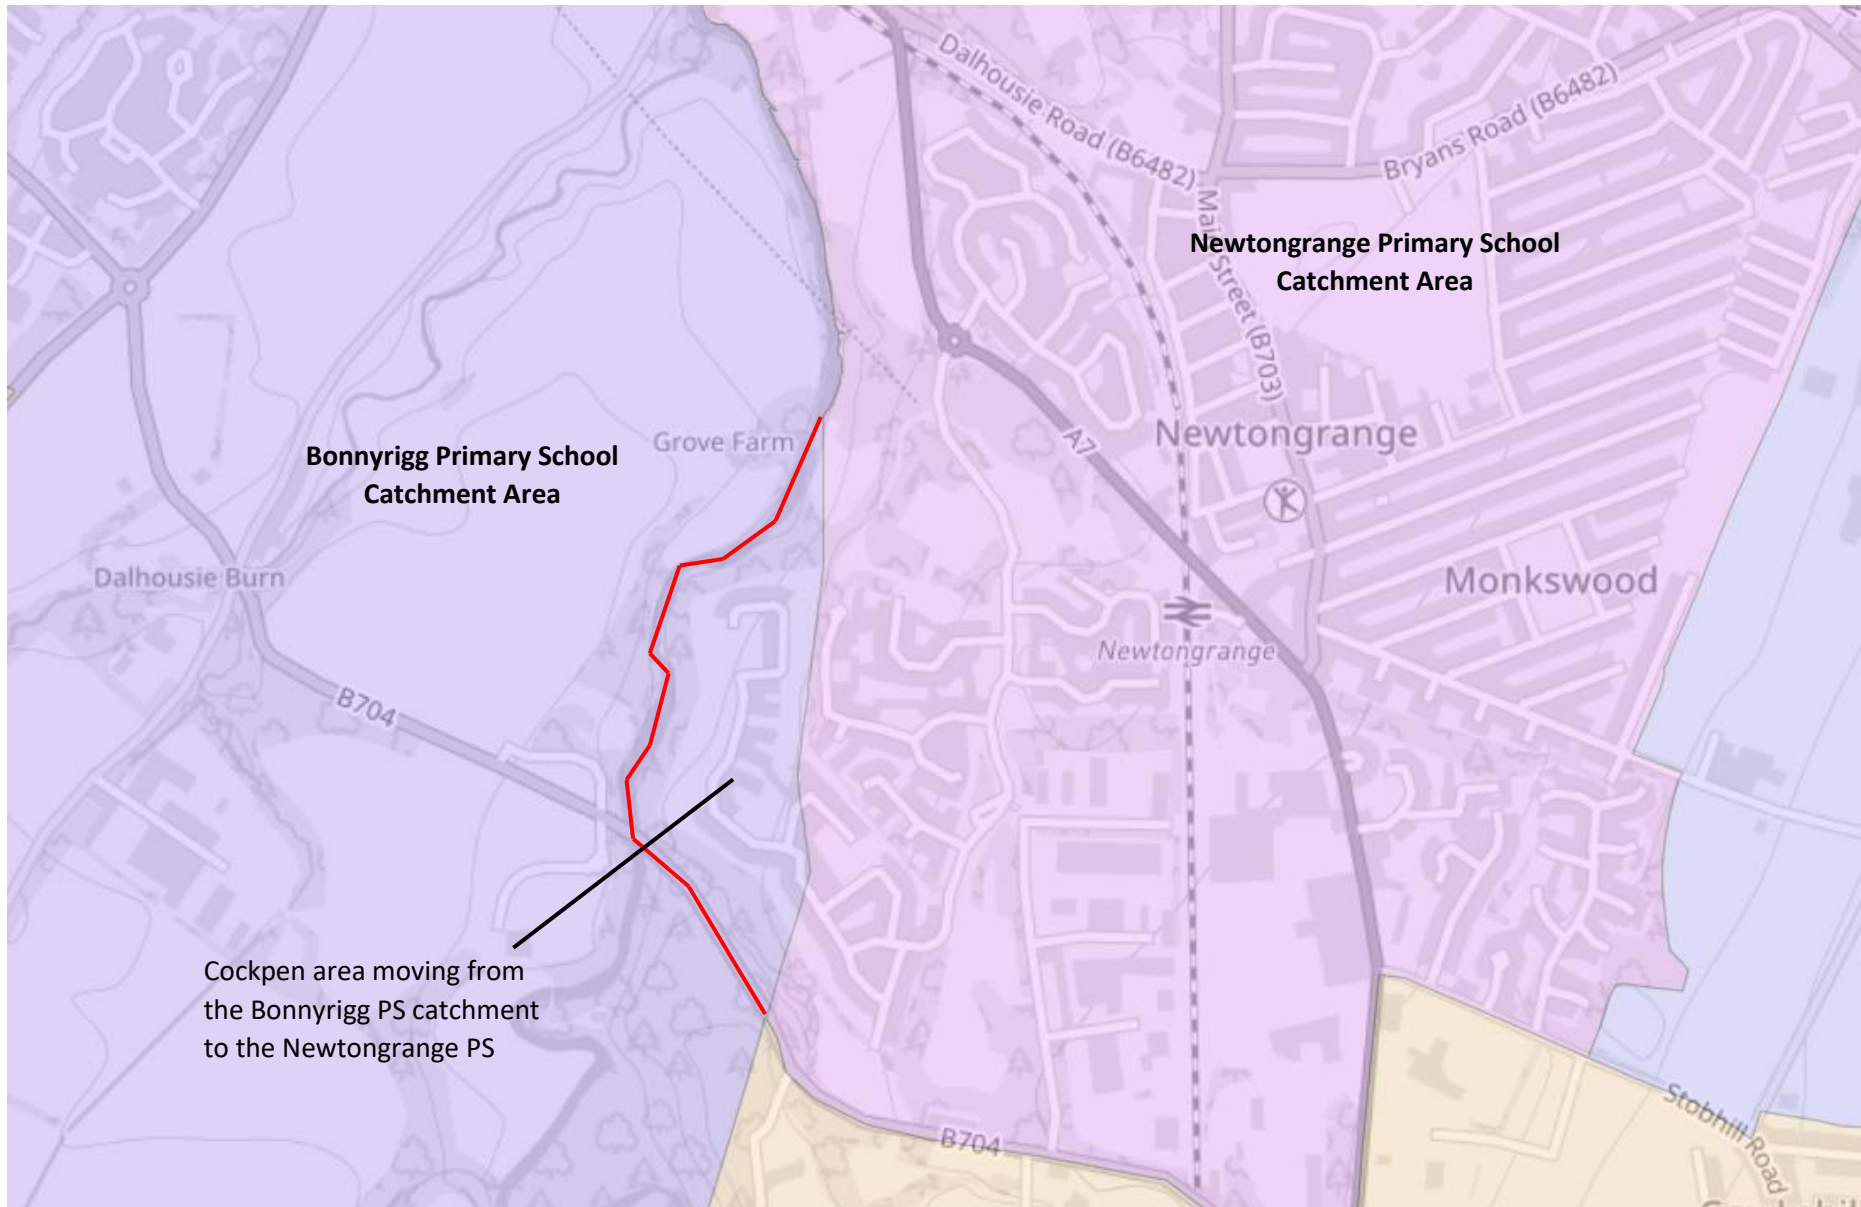 Dalhousie Road (B6482)
Bryans Road (B6482)
Main Street (B703)
Newtongrange Primary School
Catchment Area
Grove Farm
Bonnyrigg Primary School
Catchment Area
A7
Newtongrange
Dalhousie Burn
Monkswood
Newtongrange
B704
Cockpen area moving from
the Bonnyrigg PS catchment
to the Newtongrange PS
B704
Stobhill Road